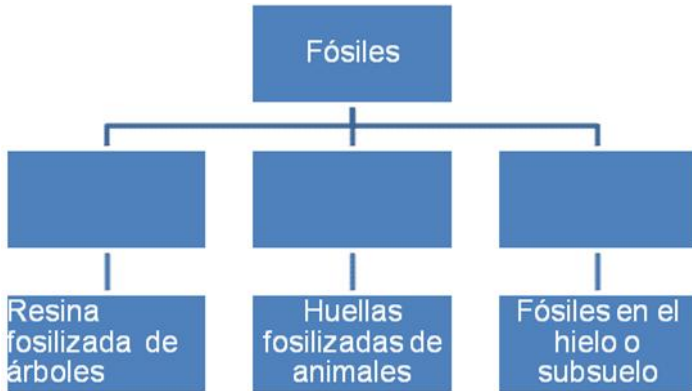 Fósiles
Resina
fosilizada de
árboles
Huellas
fosilizadas de
animales
Fósiles en el
hielo o
subsuelo